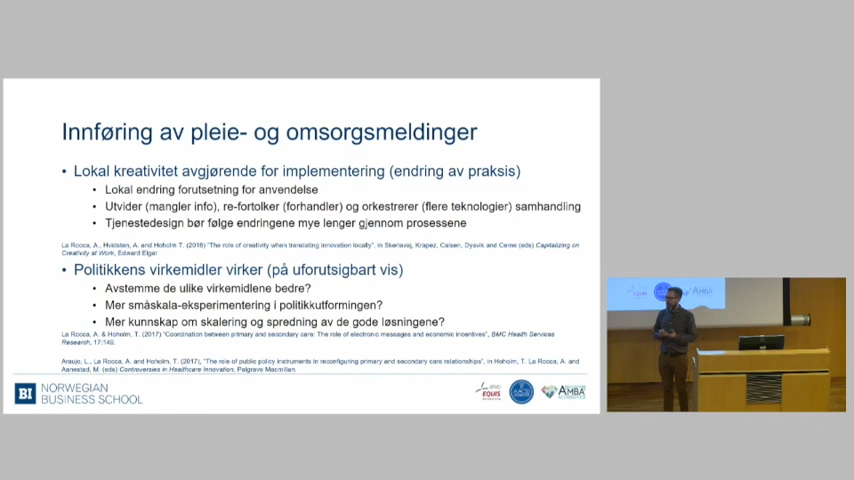 Innføring av pleie- og omsorgsmeldinger
• Lokal kreativitet avgjørende for implementering (endring av praksis)
• Lokal endring forutsetning for anvendelse
• Utvider (mangler info), re-fortolker (forhandler) og orkestrerer (flere teknologier) samhandling
• Tjenestedesign bør følge endringene mye lenger gjennom prosessene
La Rocca, A., Hvidsten, A. and Hoholm T. (2016) "The role of creativity when translating innovation locally", in Skerlavaj, Krapez, Calsen, Dysvik and Cerne (eds) Capitalizing on
Creativity at Work, Edward Elgar
• Politikkens virkemidler virker (på uforutsigbart vis)
• Avstemme de ulike virkemidlene bedre?
• Mer småskala-eksperimentering i politikkutformingen?
• Mer kunnskap om skalering og spredning av de gode løsningene?
La Rocca, A. & Hoholm, T. (2017) "Coordination between primary and secondary care: The role of electronic messages and economic incentives", BMC Health Services
Research, 17:149.
Araujo, L., La Rocca, A. and Hoholm, T. (2017), "The role of public policy instruments in reconfiguring primary and secondary care relationships", in Hoholm, T. La Rocca, A. and
Aanestad, M. (eds) Controversies in Healthcare Innovation, Palgrave Macmillan.
BI NORWEGIAN
BUSINESS SCHOOL
EQUIS
AMBA